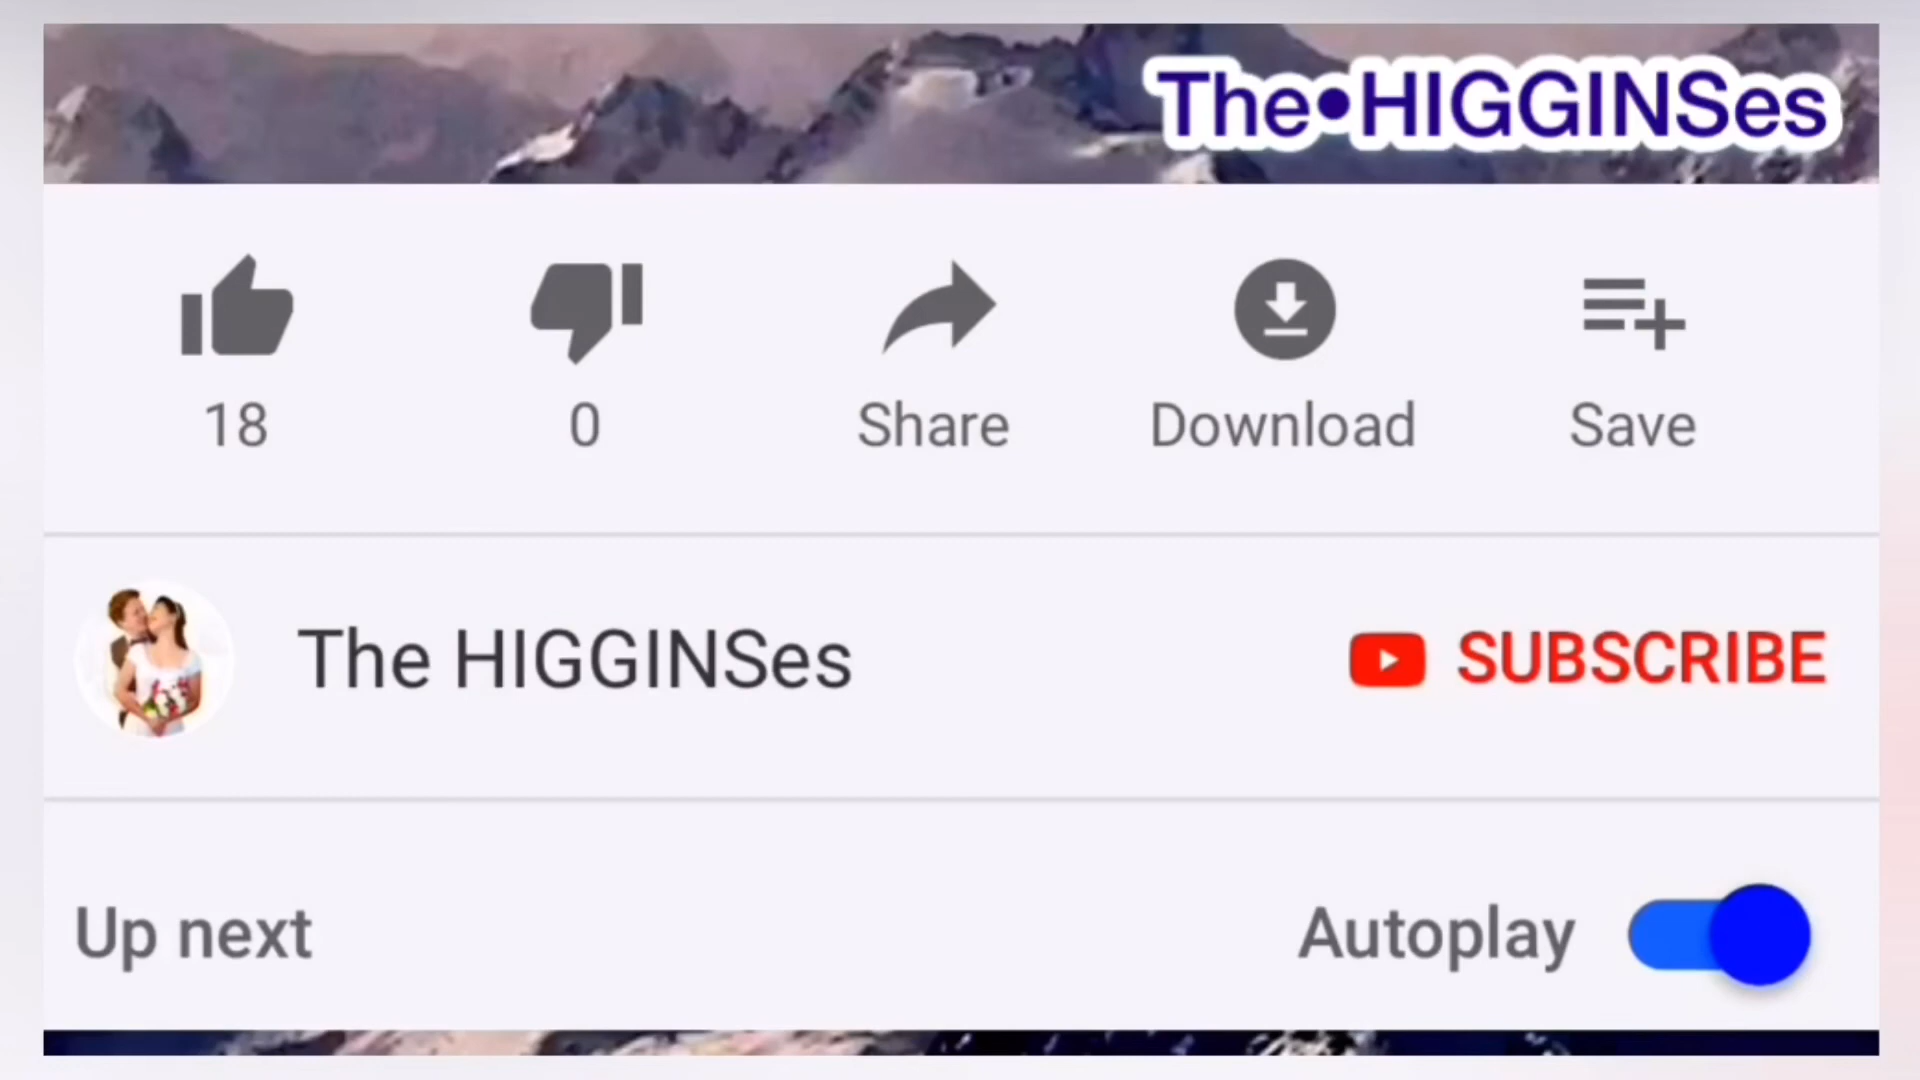 The•HIGGINSes
18 0 Share Download Save
The HIGGINSes SUBSCRIBE
Up next Autoplay